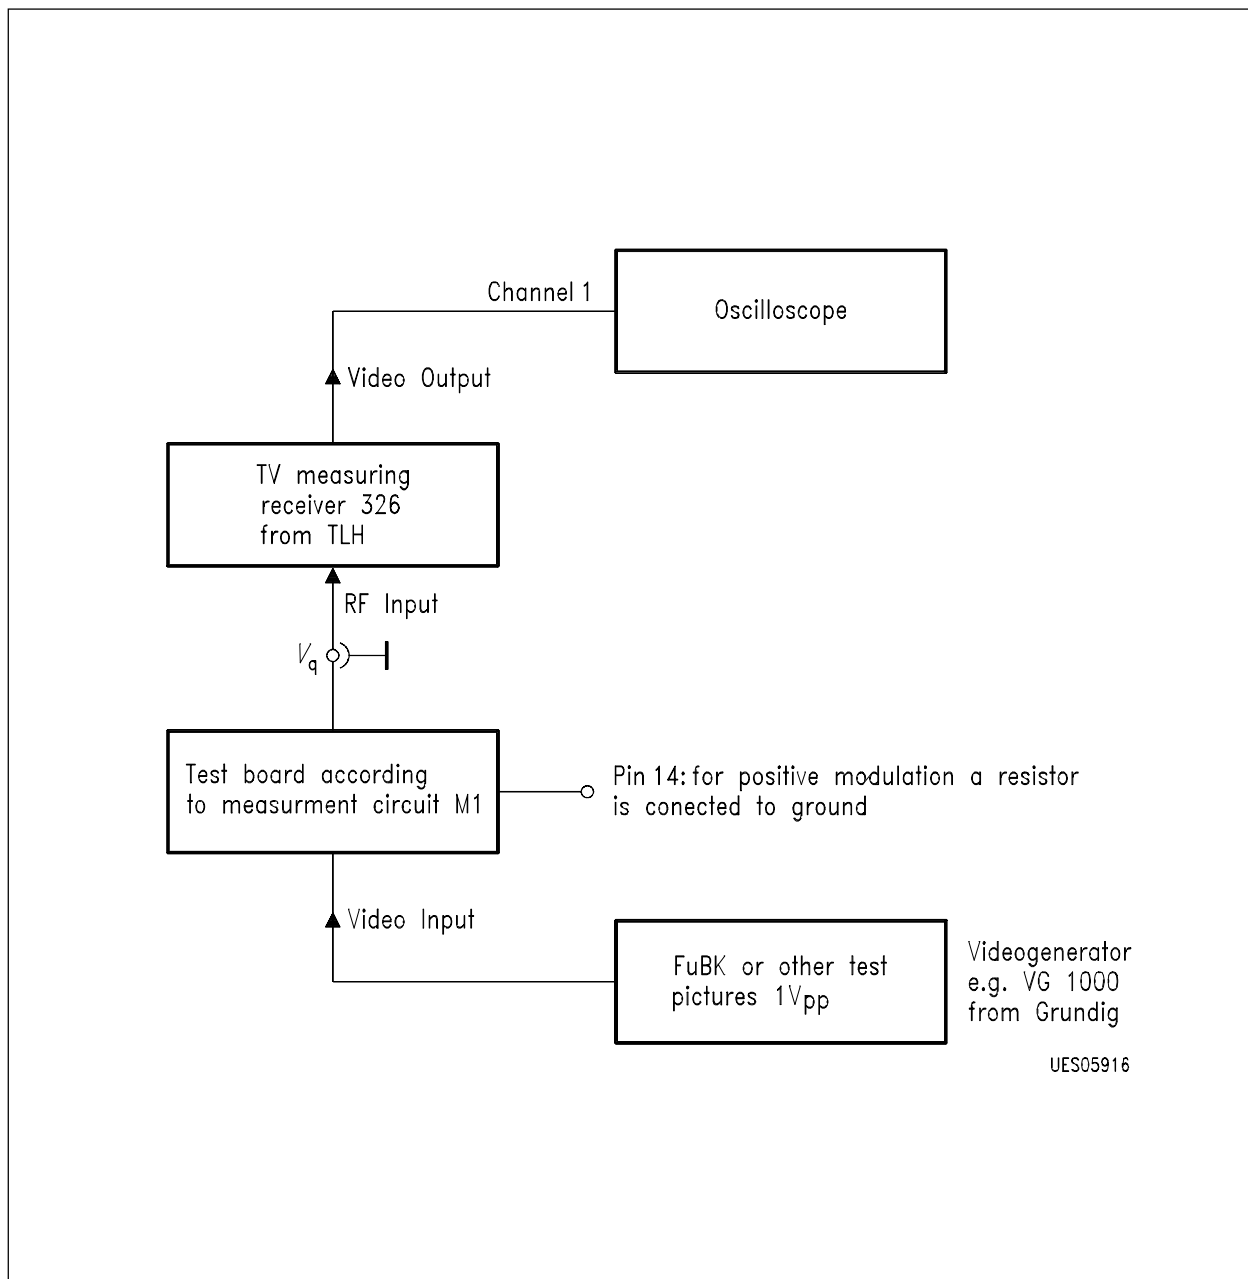 Channel 1
Oscilloscope
Video Output
TV measuring
receiver 326
from TLH
RF Input
Vq
Test board according
to measurment circuit M1
Pin 14: for positive modulation a resistor
is conected to ground
Video Input
FuBK or other test
pictures 1Vpp
Videogenerator
e.g. VG 1000
from Grundig
UES05916